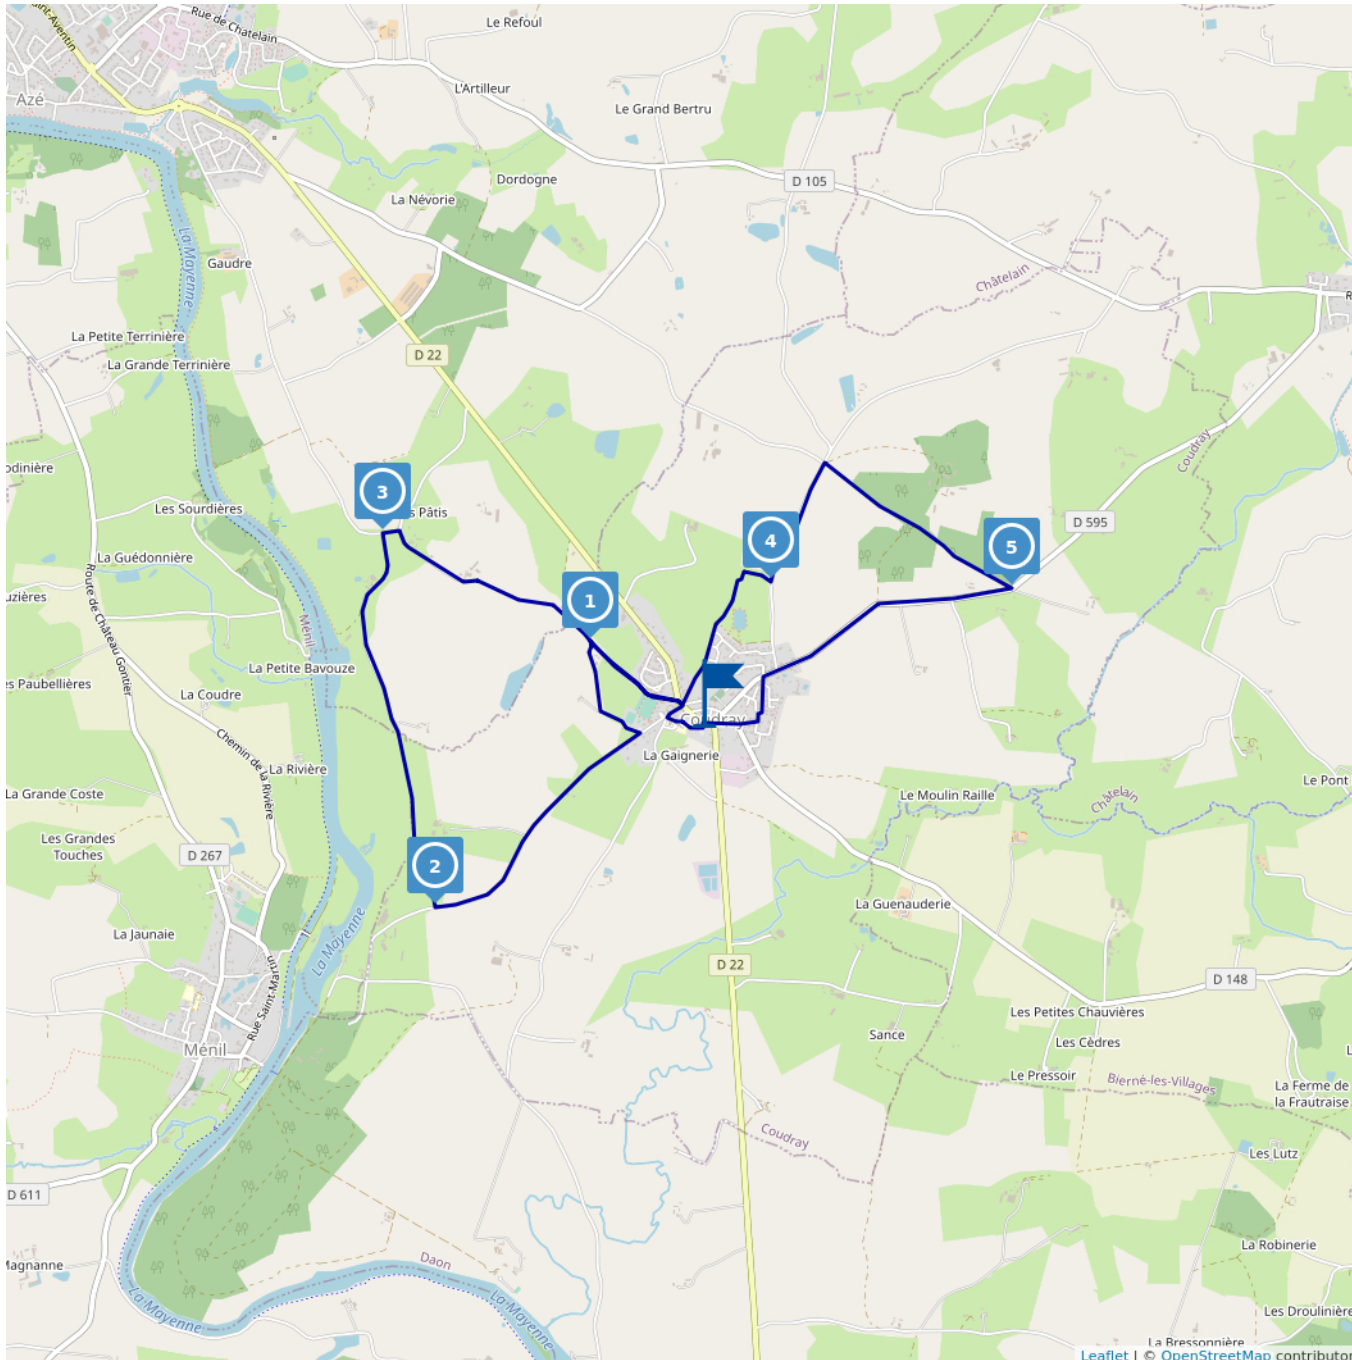 Le Refoul
Rue de Chatelain
L'Artilleur
Azé
Le Grand Bertru
Dordogne
D 105
La Névorie
La Mayenne
Gaudre
Châtelain
La Petite Terrinière
D 22
La Grande Terrinière
Coudray
Les Sourdières
3
s Pâtis
D 595
4
5
La Guédonnière
Route de Château Gontier
1
Ménil
La Petite Bavouze
es Paubellières
La Coudre
Coudray
Chemin de la Rivière
La Gaignerie
La Rivière
Le Pont
La Grande Coste
Le Moulin Raille
Châtelain
Les Grandes
Touches
D 267
2
La Guenauderie
La Jaunaie
La Mayenne
D 22
D 148
Rue Saint-Martin
Les Petites Chauvières
Sance
Les Cèdres
Ménil
Le Pressoir
Bierné-les-Villages
La Ferme de
la Frautraise
Coudray
Les Lutz
D 611
La Robinerie
Magnanne
Daon
La Mayenne
La Mayenne
Les Droulinière
La Bressonnière
Leaflet | © OpenStreetMap contributor